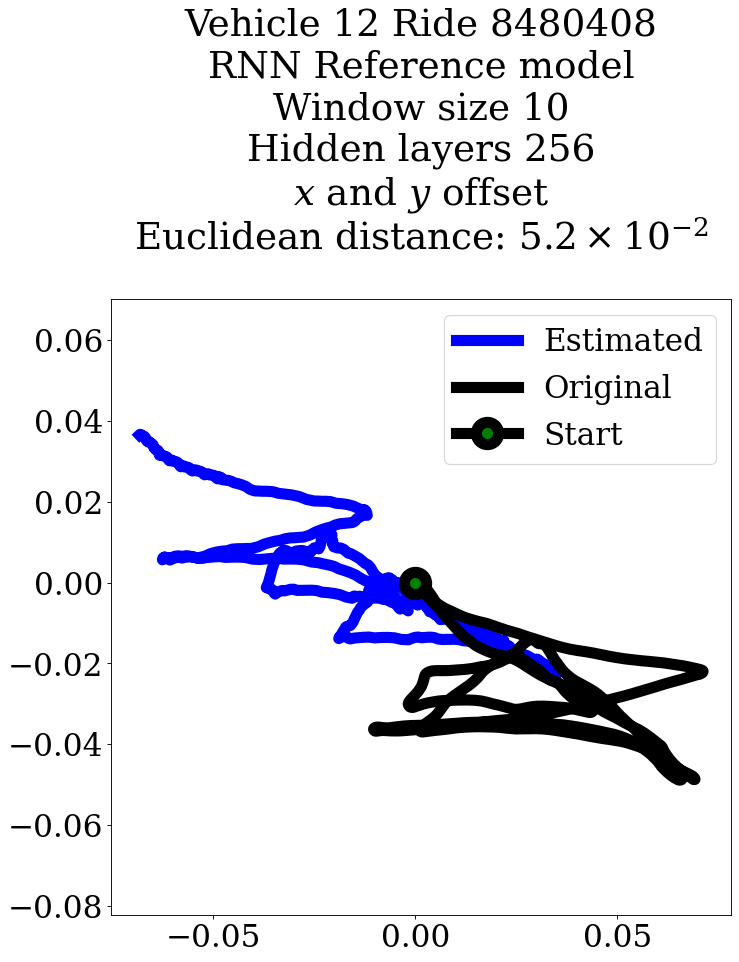 Vehicle 12 Ride 8480408
RNN Reference model
Window size 10
Hidden layers 256
x and y offset
Euclidean distance: 5.2 × 10⁻²
Estimated
Original
Start
0.06
0.04
0.02
0.00
−0.02
−0.04
−0.06
−0.08
−0.05 0.00 0.05